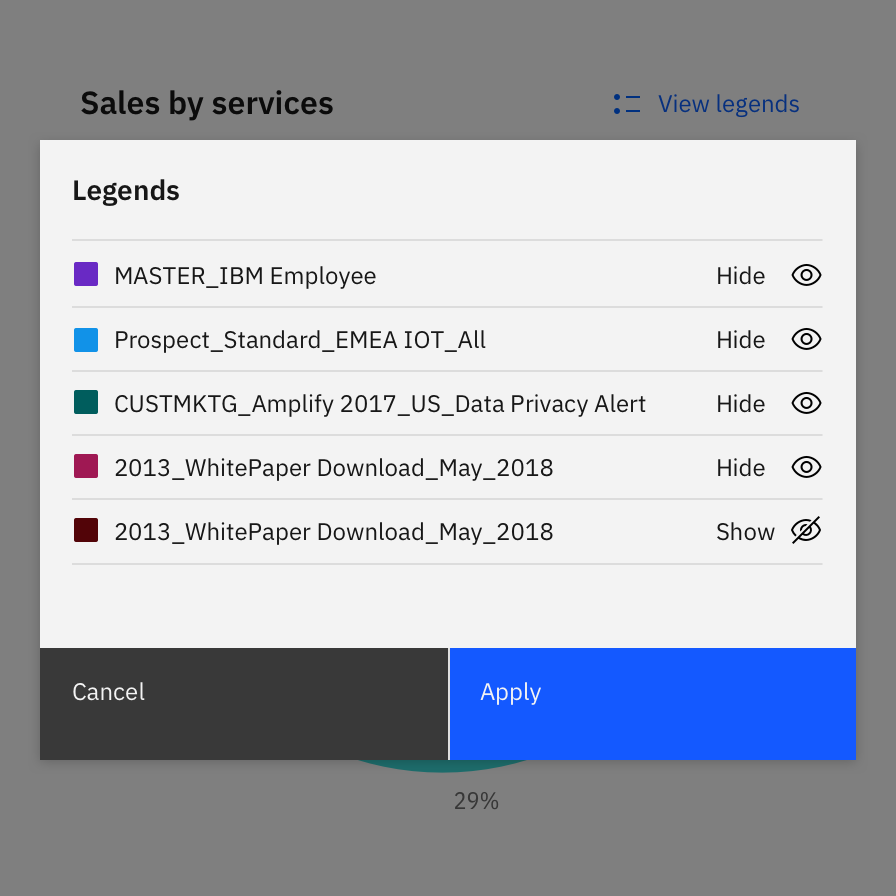 Sales by services
View legends
Legends
MASTER_IBM Employee Hide
Prospect_Standard_EMEA IOT_All Hide
CUSTMKTG_Amplify 2017_US_Data Privacy Alert Hide
2013_WhitePaper Download_May_2018 Hide
2013_WhitePaper Download_May_2018 Show
Cancel
Apply
29%